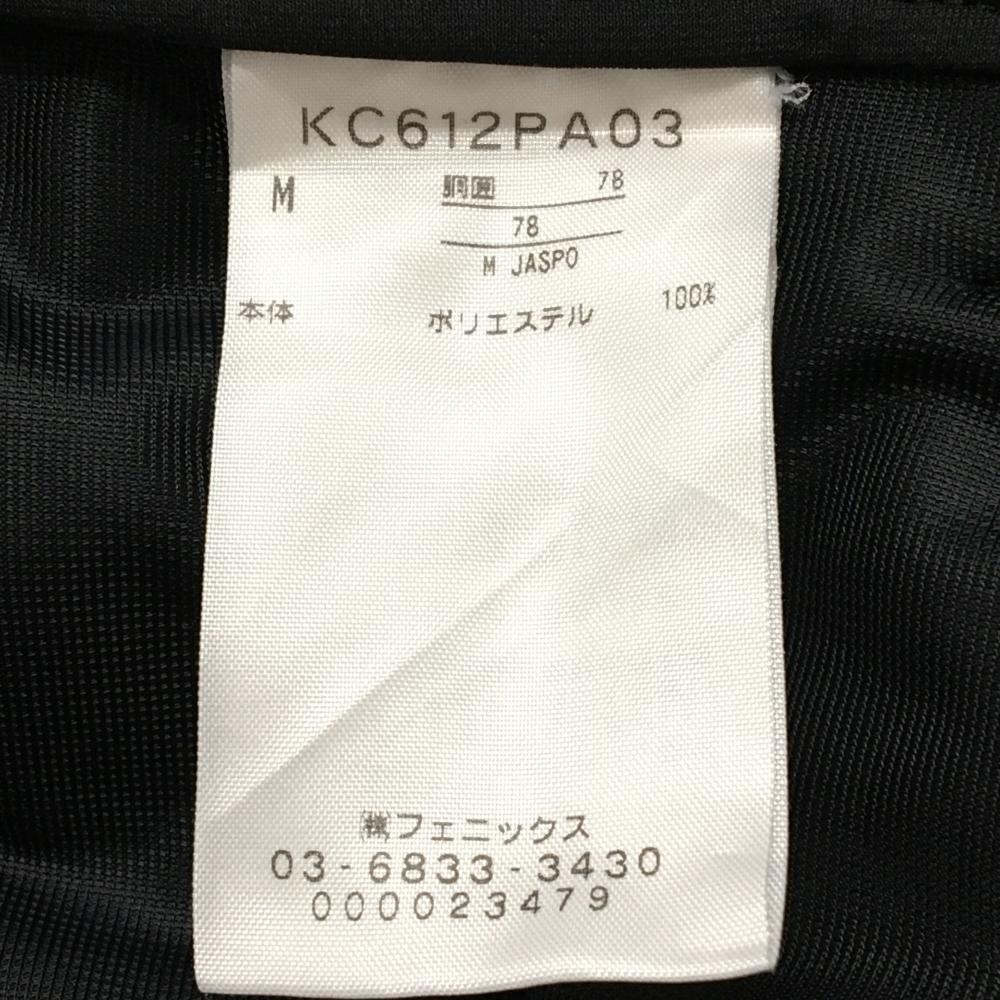 KC612PA03
M 胴囲 78
78
M JASPO
本体 ポリエステル 100%
㈱フェニックス
03-6833-3430
000023479